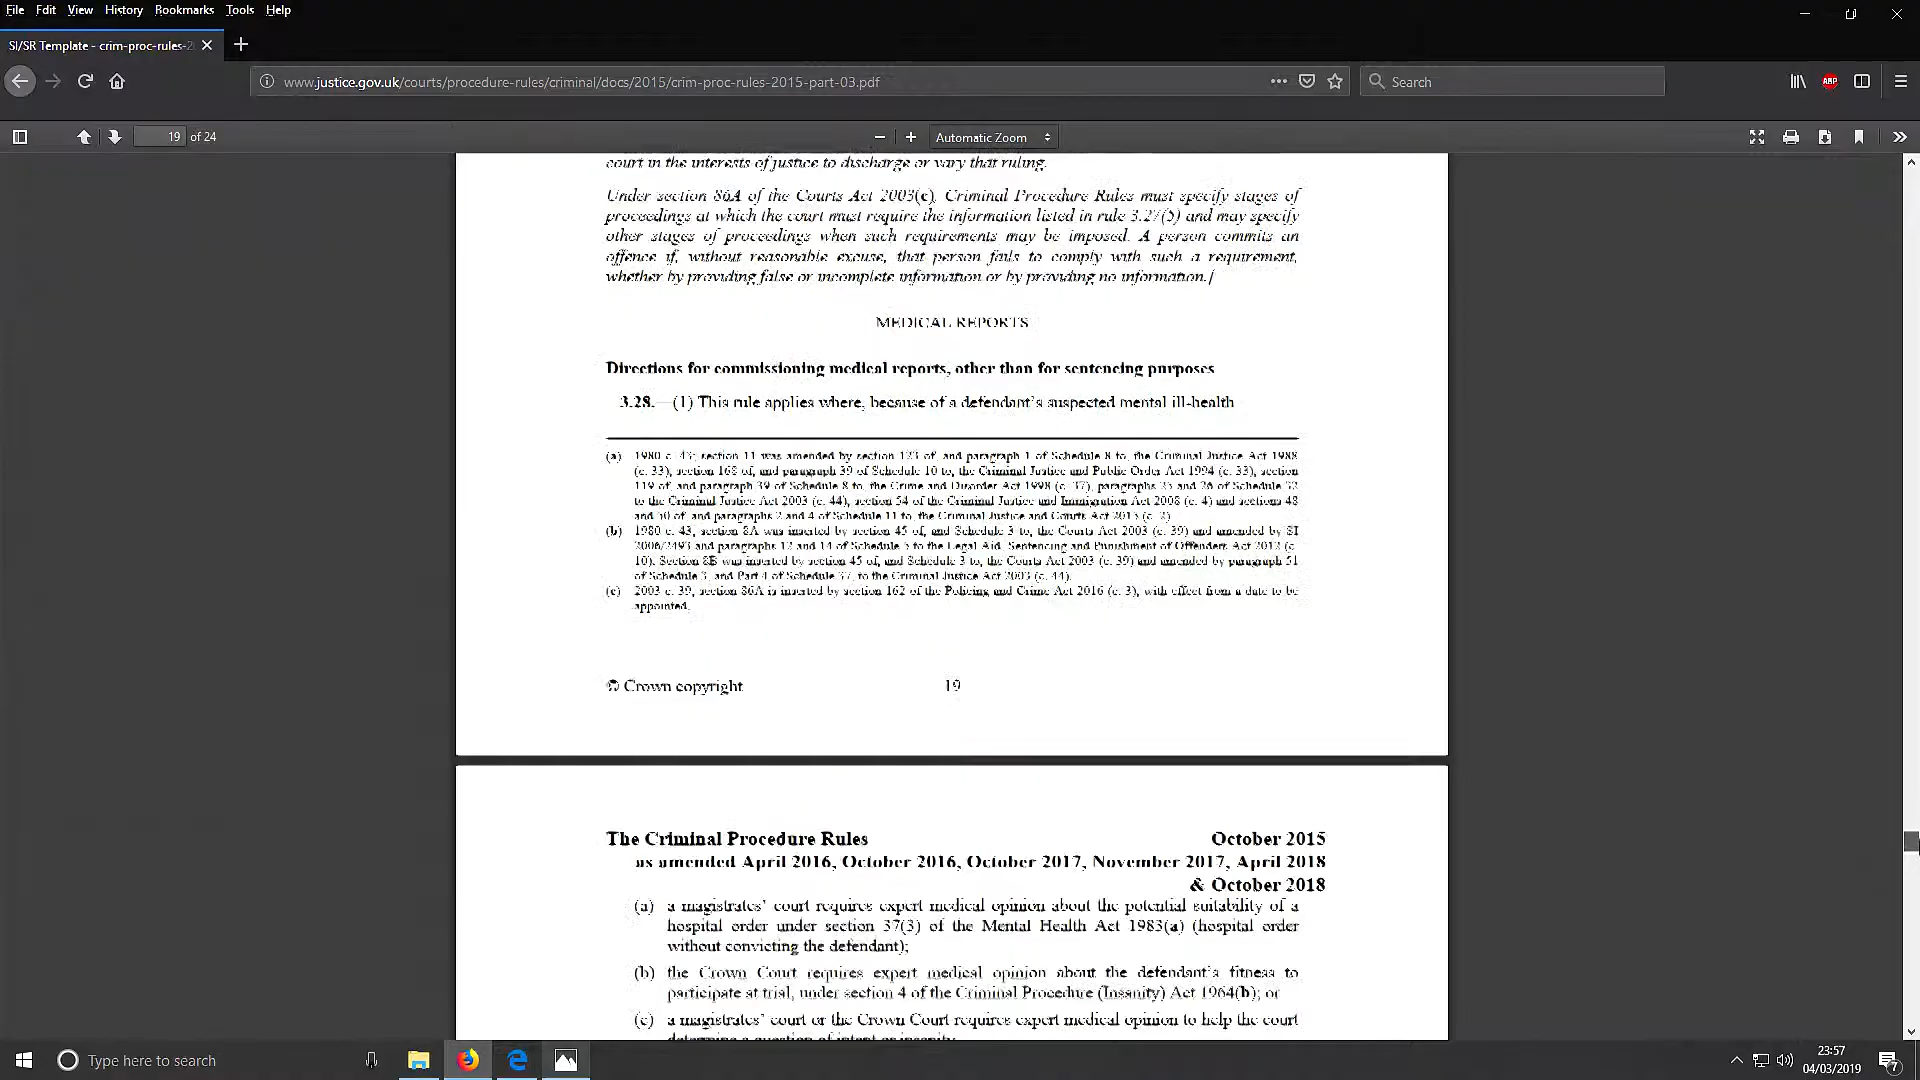 File Edit View History Bookmarks Tools Help
SI/SR Template - crim-proc-rules-2
www.justice.gov.uk/courts/procedure-rules/criminal/docs/2015/crim-proc-rules-2015-part-03.pdf
Search
ABP
19 of 24
Automatic Zoom
court in the interests of justice to discharge or vary that ruling.
Under section 86A of the Courts Act 2003(c), Criminal Procedure Rules must specify stages of
proceedings at which the court must require the information listed in rule 3.27(5) and may specify
other stages of proceedings when such requirements may be imposed. A person commits an
offence if, without reasonable excuse, that person fails to comply with such a requirement,
whether by providing false or incomplete information or by providing no information.]
MEDICAL REPORTS
Directions for commissioning medical reports, other than for sentencing purposes
3.28.—(1) This rule applies where, because of a defendant's suspected mental ill-health
(a) 1980 c. 43; section 11 was amended by section 123 of, and paragraph 1 of Schedule 8 to, the Criminal Justice Act 1988
(c. 33), section 168 of, and paragraph 39 of Schedule 10 to, the Criminal Justice and Public Order Act 1994 (c. 33), section
119 of, and paragraph 39 of Schedule 8 to, the Crime and Disorder Act 1998 (c. 37), paragraphs 25 and 26 of Schedule 32
to the Criminal Justice Act 2003 (c. 44), section 54 of the Criminal Justice and Immigration Act 2008 (c. 4) and sections 48
and 50 of, and paragraphs 2 and 4 of Schedule 11 to, the Criminal Justice and Courts Act 2015 (c. 2).
(b) 1980 c. 43, section 8A was inserted by section 45 of, and Schedule 3 to, the Courts Act 2003 (c. 39) and amended by SI
2006/2493 and paragraphs 12 and 14 of Schedule 5 to the Legal Aid, Sentencing and Punishment of Offenders Act 2012 (c.
10). Section 8B was inserted by section 45 of, and Schedule 3 to, the Courts Act 2003 (c. 39) and amended by paragraph 51
of Schedule 3, and Part 4 of Schedule 37, to the Criminal Justice Act 2003 (c. 44).
(c) 2003 c. 39, section 86A is inserted by section 162 of the Policing and Crime Act 2016 (c. 3), with effect from a date to be
appointed.
© Crown copyright 19
The Criminal Procedure Rules October 2015
as amended April 2016, October 2016, October 2017, November 2017, April 2018
& October 2018
(a) a magistrates' court requires expert medical opinion about the potential suitability of a
hospital order under section 37(3) of the Mental Health Act 1983(a) (hospital order
without convicting the defendant);
(b) the Crown Court requires expert medical opinion about the defendant's fitness to
participate at trial, under section 4 of the Criminal Procedure (Insanity) Act 1964(b); or
(c) a magistrates' court or the Crown Court requires expert medical opinion to help the court
determine a question of intent or insanity,
Type here to search
23:57
04/03/2019
7